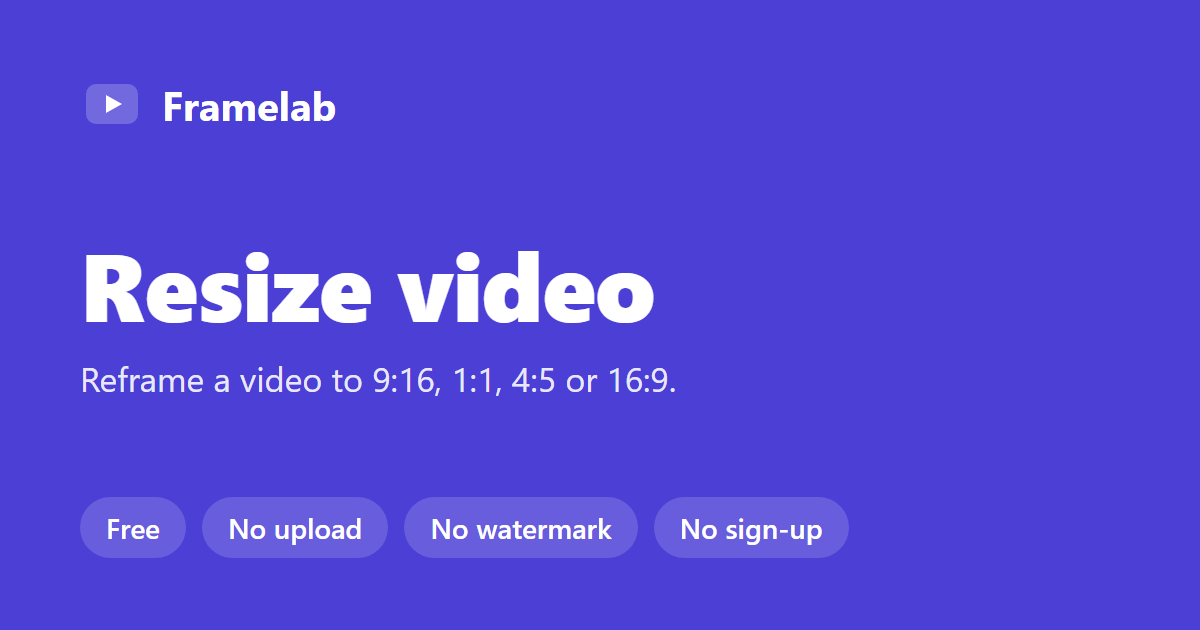 Framelab
Resize video
Reframe a video to 9:16, 1:1, 4:5 or 16:9.
Free
No upload
No watermark
No sign-up